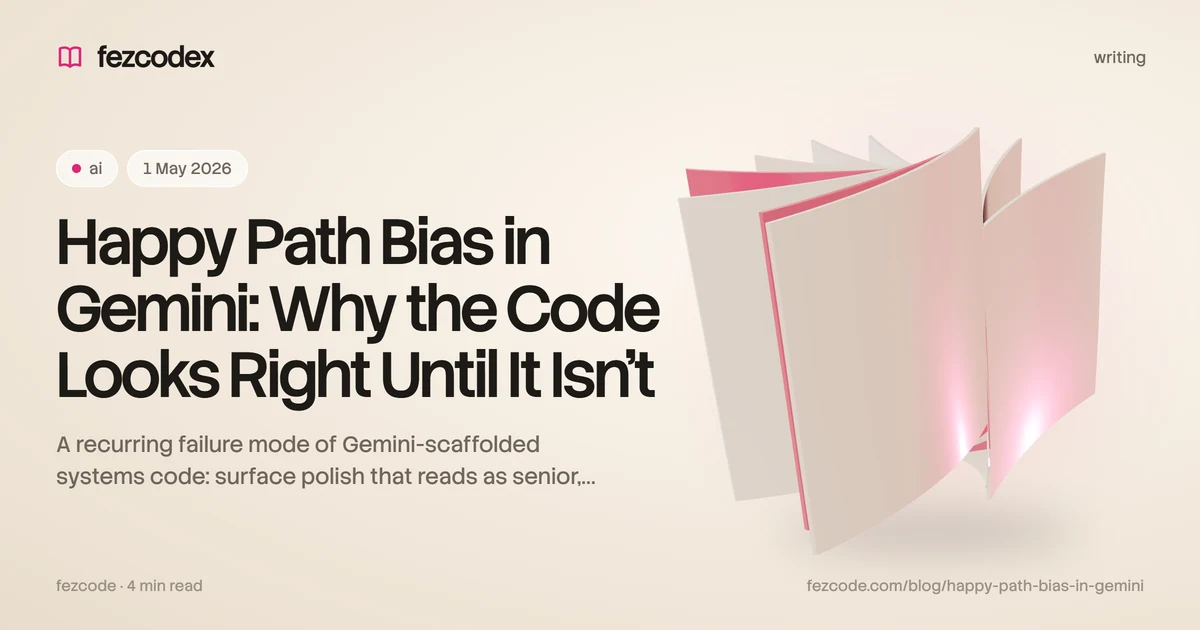 fezcodex
writing
ai
1 May 2026
Happy Path Bias in
Gemini: Why the Code
Looks Right Until It Isn’t
A recurring failure mode of Gemini-scaffolded
systems code: surface polish that reads as senior,...
fezcode · 4 min read
fezcode.com/blog/happy-path-bias-in-gemini